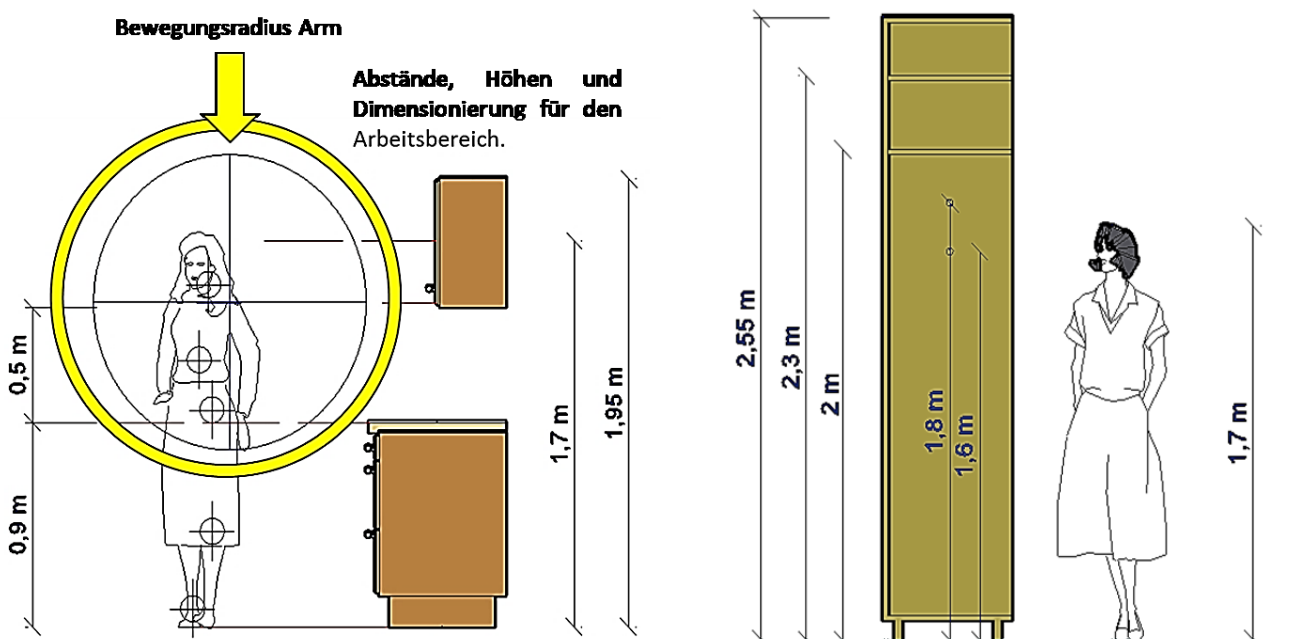 Bewegungsradius Arm
Abstände, Höhen und
Dimensionierung für den
Arbeitsbereich.
0,5 m
0,9 m
1,7 m
1,95 m
2,55 m
2,3 m
2 m
1,8 m
1,6 m
1,7 m